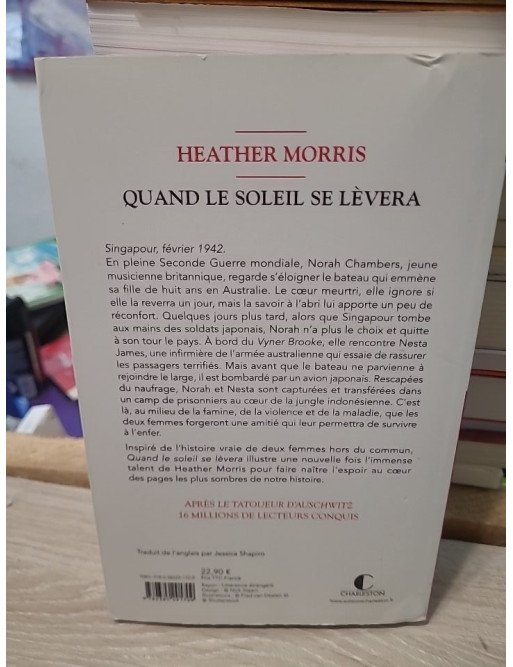 HEATHER MORRIS
QUAND LE SOLEIL SE LÈVERA
Singapour, février 1942.
En pleine Seconde Guerre mondiale, Norah Chambers, jeune
musicienne britannique, regarde s'éloigner le bateau qui emmène
sa fille de huit ans en Australie. Le cœur meurtri, elle ignore si
elle la reverra un jour, mais la savoir à l'abri lui apporte un peu de
réconfort. Quelques jours plus tard, alors que Singapour tombe
aux mains des soldats japonais, Norah n'a plus le choix et quitte
à son tour le pays. À bord du Vyner Brooke, elle rencontre Nesta
James, une infirmière de l'armée australienne qui essaie de rassurer
les passagers terrifiés. Mais avant que le bateau ne parvienne à
rejoindre le large, il est bombardé par un avion japonais. Rescapées
du naufrage, Norah et Nesta sont capturées et transférées dans
un camp de prisonniers au cœur de la jungle indonésienne. C'est
là, au milieu de la famine, de la violence et de la maladie, que les
deux femmes forgeront une amitié qui leur permettra de survivre
à l'enfer.
Inspiré de l'histoire vraie de deux femmes hors du commun,
Quand le soleil se lèvera illustre une nouvelle fois l'immense
talent de Heather Morris pour faire naître l'espoir au cœur
des pages les plus sombres de notre histoire.
APRÈS LE TATOUEUR D'AUSCHWITZ
16 MILLIONS DE LECTEURS CONQUIS
Traduit de l'anglais par Jessica Shapiro
22,90 €
Prix TTC France
Rayon : Littérature étrangère
CHARLESTON